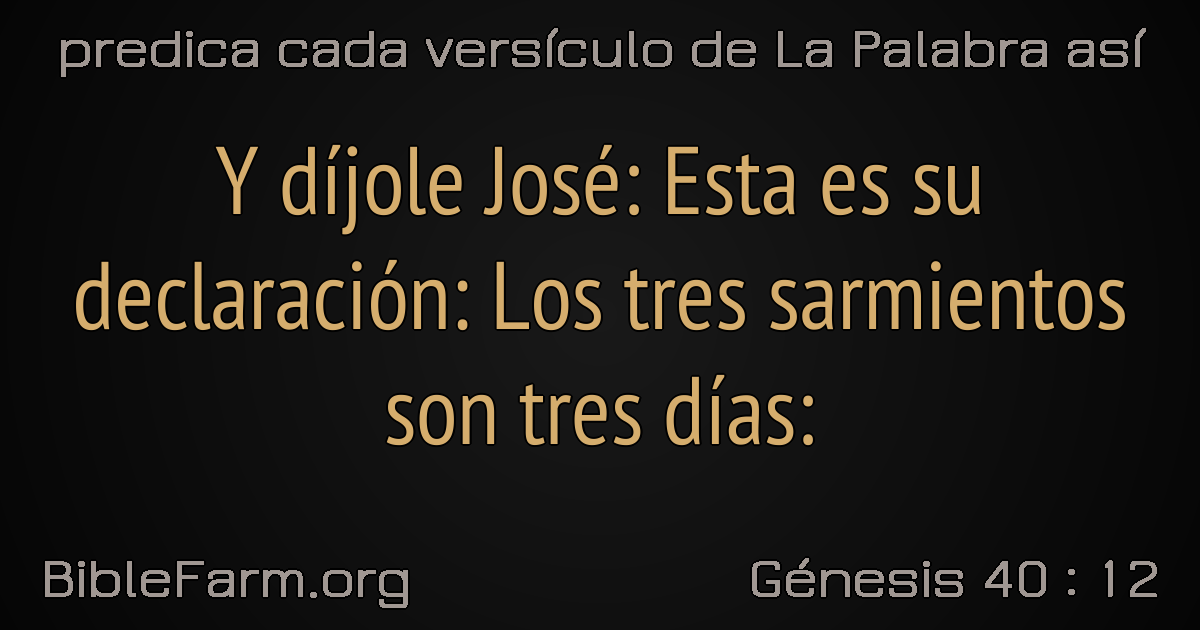 predica cada versículo de La Palabra así
Y díjole José: Esta es su
declaración: Los tres sarmientos
son tres días:
BibleFarm.org
Génesis 40 : 12